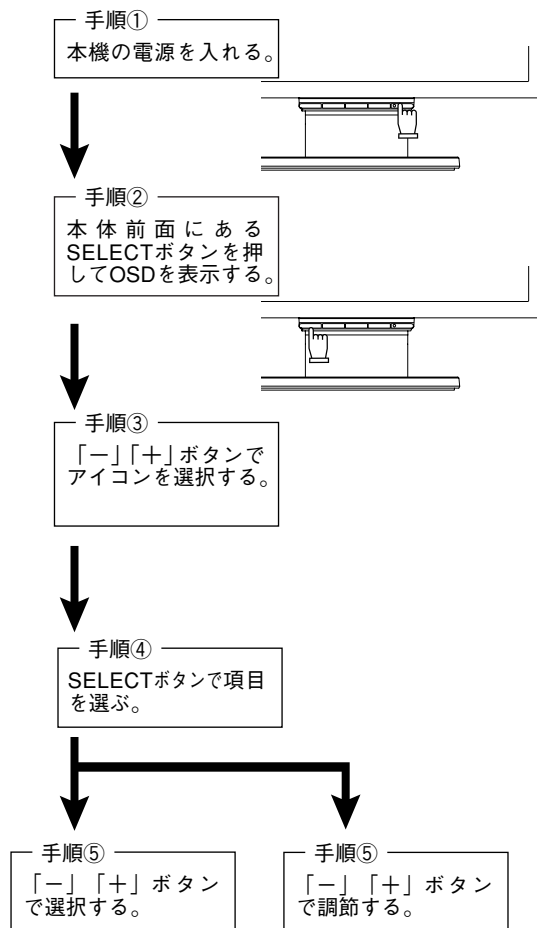 手順①
本機の電源を入れる。
手順②
本体前面にある
SELECTボタンを押
してOSDを表示する。
手順③
「－」「＋」ボタンで
アイコンを選択する。
手順④
SELECTボタンで項目
を選ぶ。
手順⑤
「－」「＋」ボタン
で選択する。
手順⑤
「－」「＋」ボタン
で調節する。